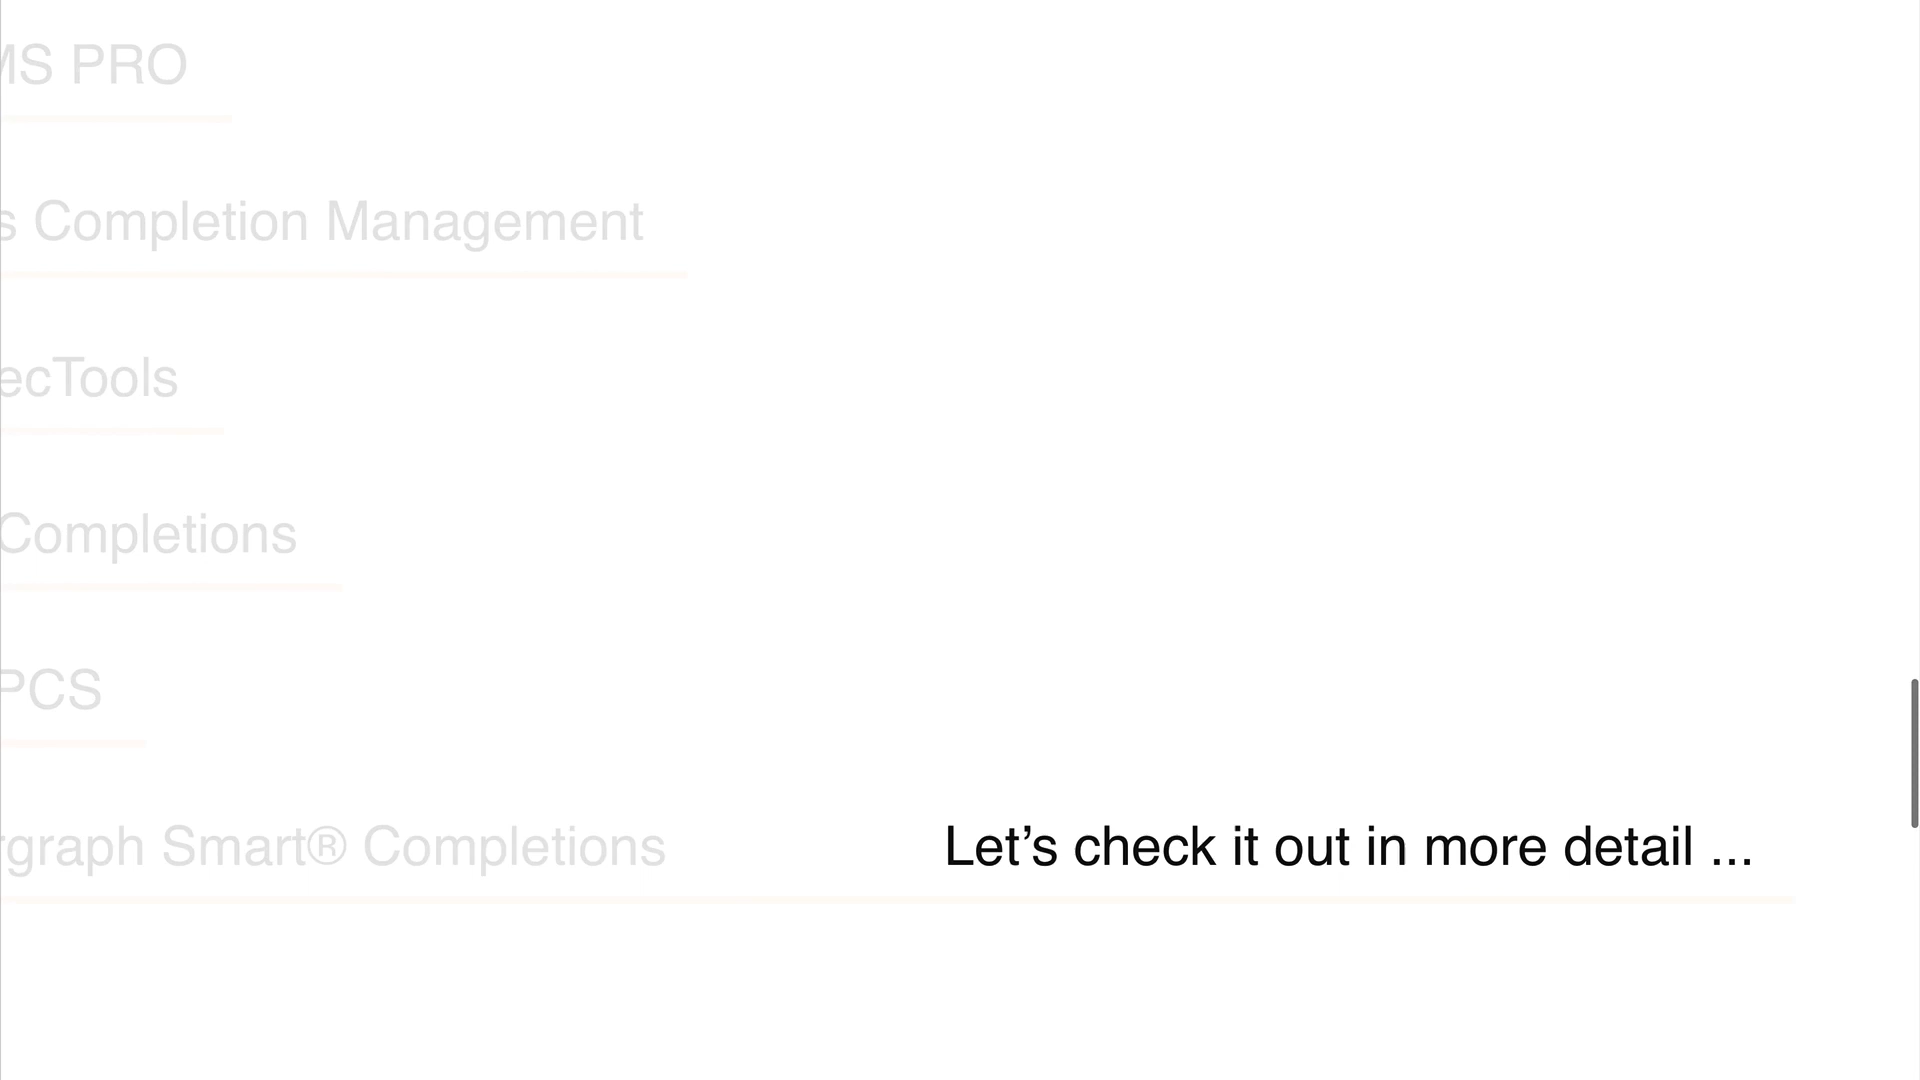 MS PRO
s Completion Management
ecTools
Completions
PCS
rgraph Smart® Completions Let’s check it out in more detail ...